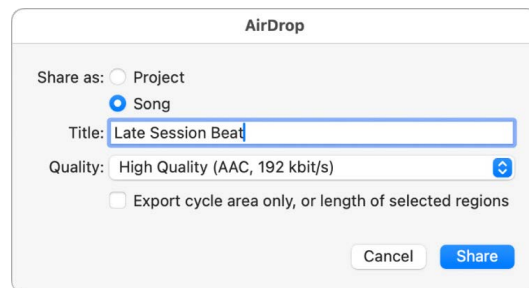 AirDrop
Share as: Project
Song
Title: Late Session Beat
Quality: High Quality (AAC, 192 kbit/s)
Export cycle area only, or length of selected regions
Cancel Share